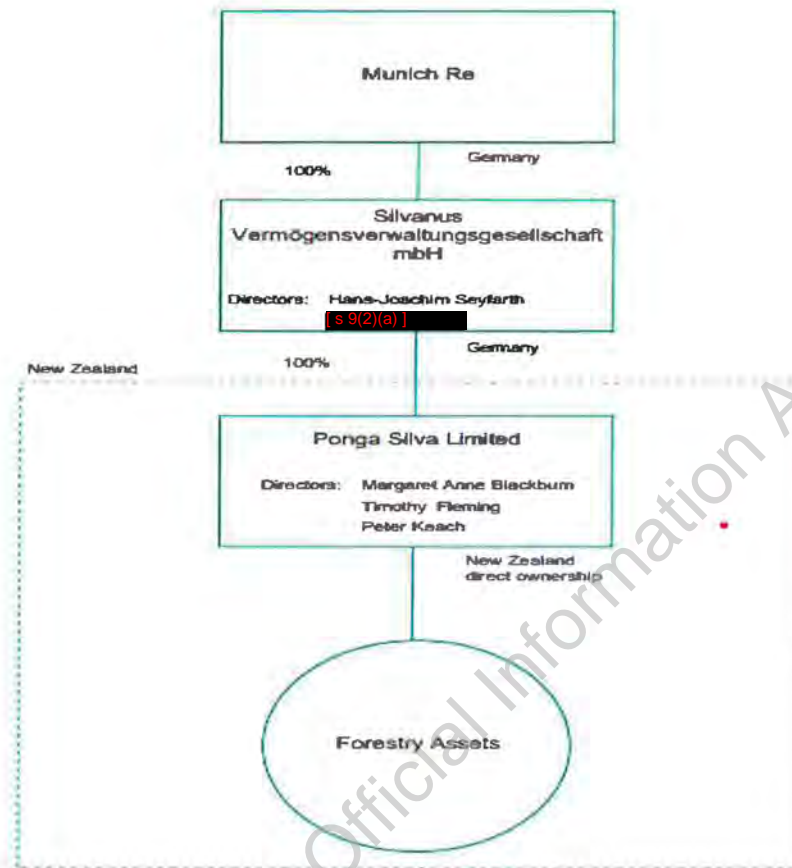 Munich Re
100%
Germany
Silvanus
Vermögensverwaltungsgesellschaft
mbH
Directors: Hans-Joachim Seyfarth
[ s 9(2)(a) ]
100%
Germany
New Zealand
Ponga Silva Limited
Directors: Margaret Anne Blackburn
Timothy Fleming
Peter Keach
New Zealand
direct ownership
Forestry Assets
Official Information A